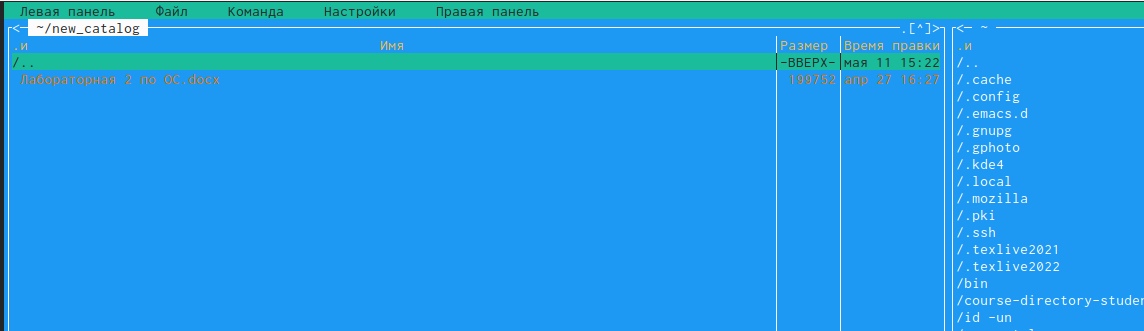 Левая панель Файл Команда Настройки Правая панель
<─ ~/new_catalog .[^]>
.и Имя Размер Время правки
/.. -ВВЕРХ- мая 11 15:22
Лабораторная 2 по ОС.docx 199752 апр 27 16:27
<─ ~
.и
/..
/.cache
/.config
/.emacs.d
/.gnupg
/.gphoto
/.kde4
/.local
/.mozilla
/.pki
/.ssh
/.texlive2021
/.texlive2022
/bin
/course-directory-studen
/id -un